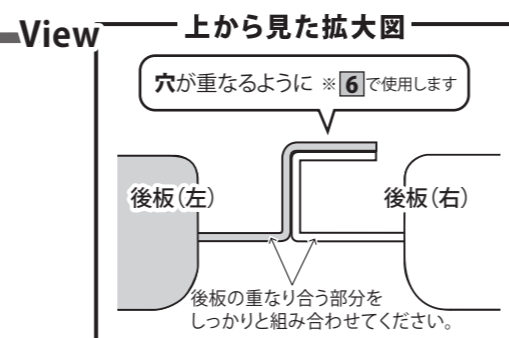 View
上から見た拡大図
穴が重なるように ※ 6 で使用します
後板（左）
後板（右）
後板の重なり合う部分を
しっかりと組み合わせてください。